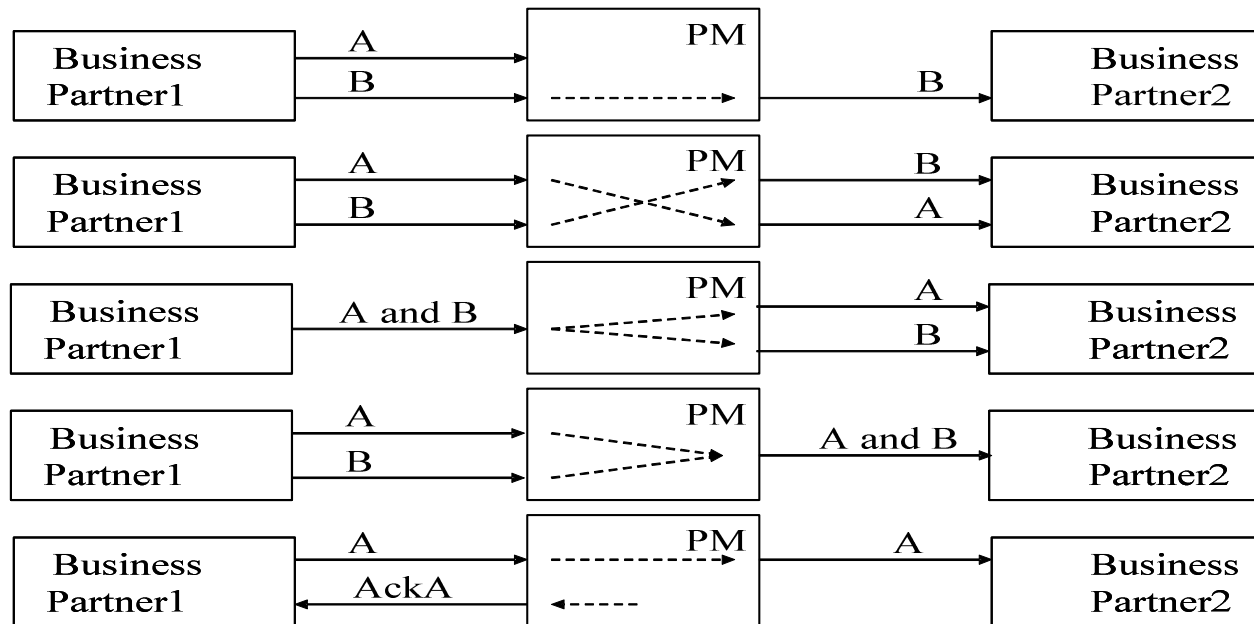 A
PM
Business
Partner1
B
B
Business
Partner2
A
PM
B
Business
Partner1
B
A
Business
Partner2
A and B
PM
A
Business
Partner1
B
Business
Partner2
A
PM
Business
Partner1
B
A and B
Business
Partner2
A
PM
A
Business
Partner1
AckA
Business
Partner2